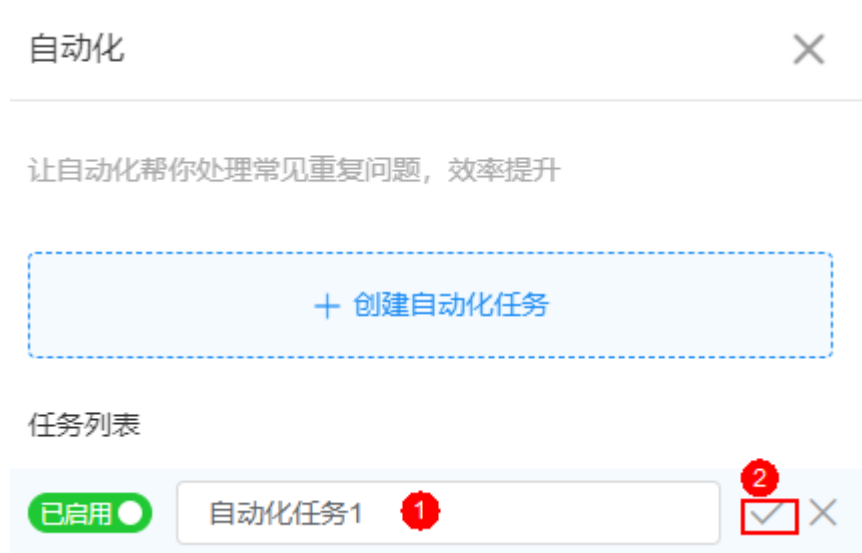 自动化
让自动化帮你处理常见重复问题，效率提升
+ 创建自动化任务
任务列表
2
已启用 自动化任务1 1